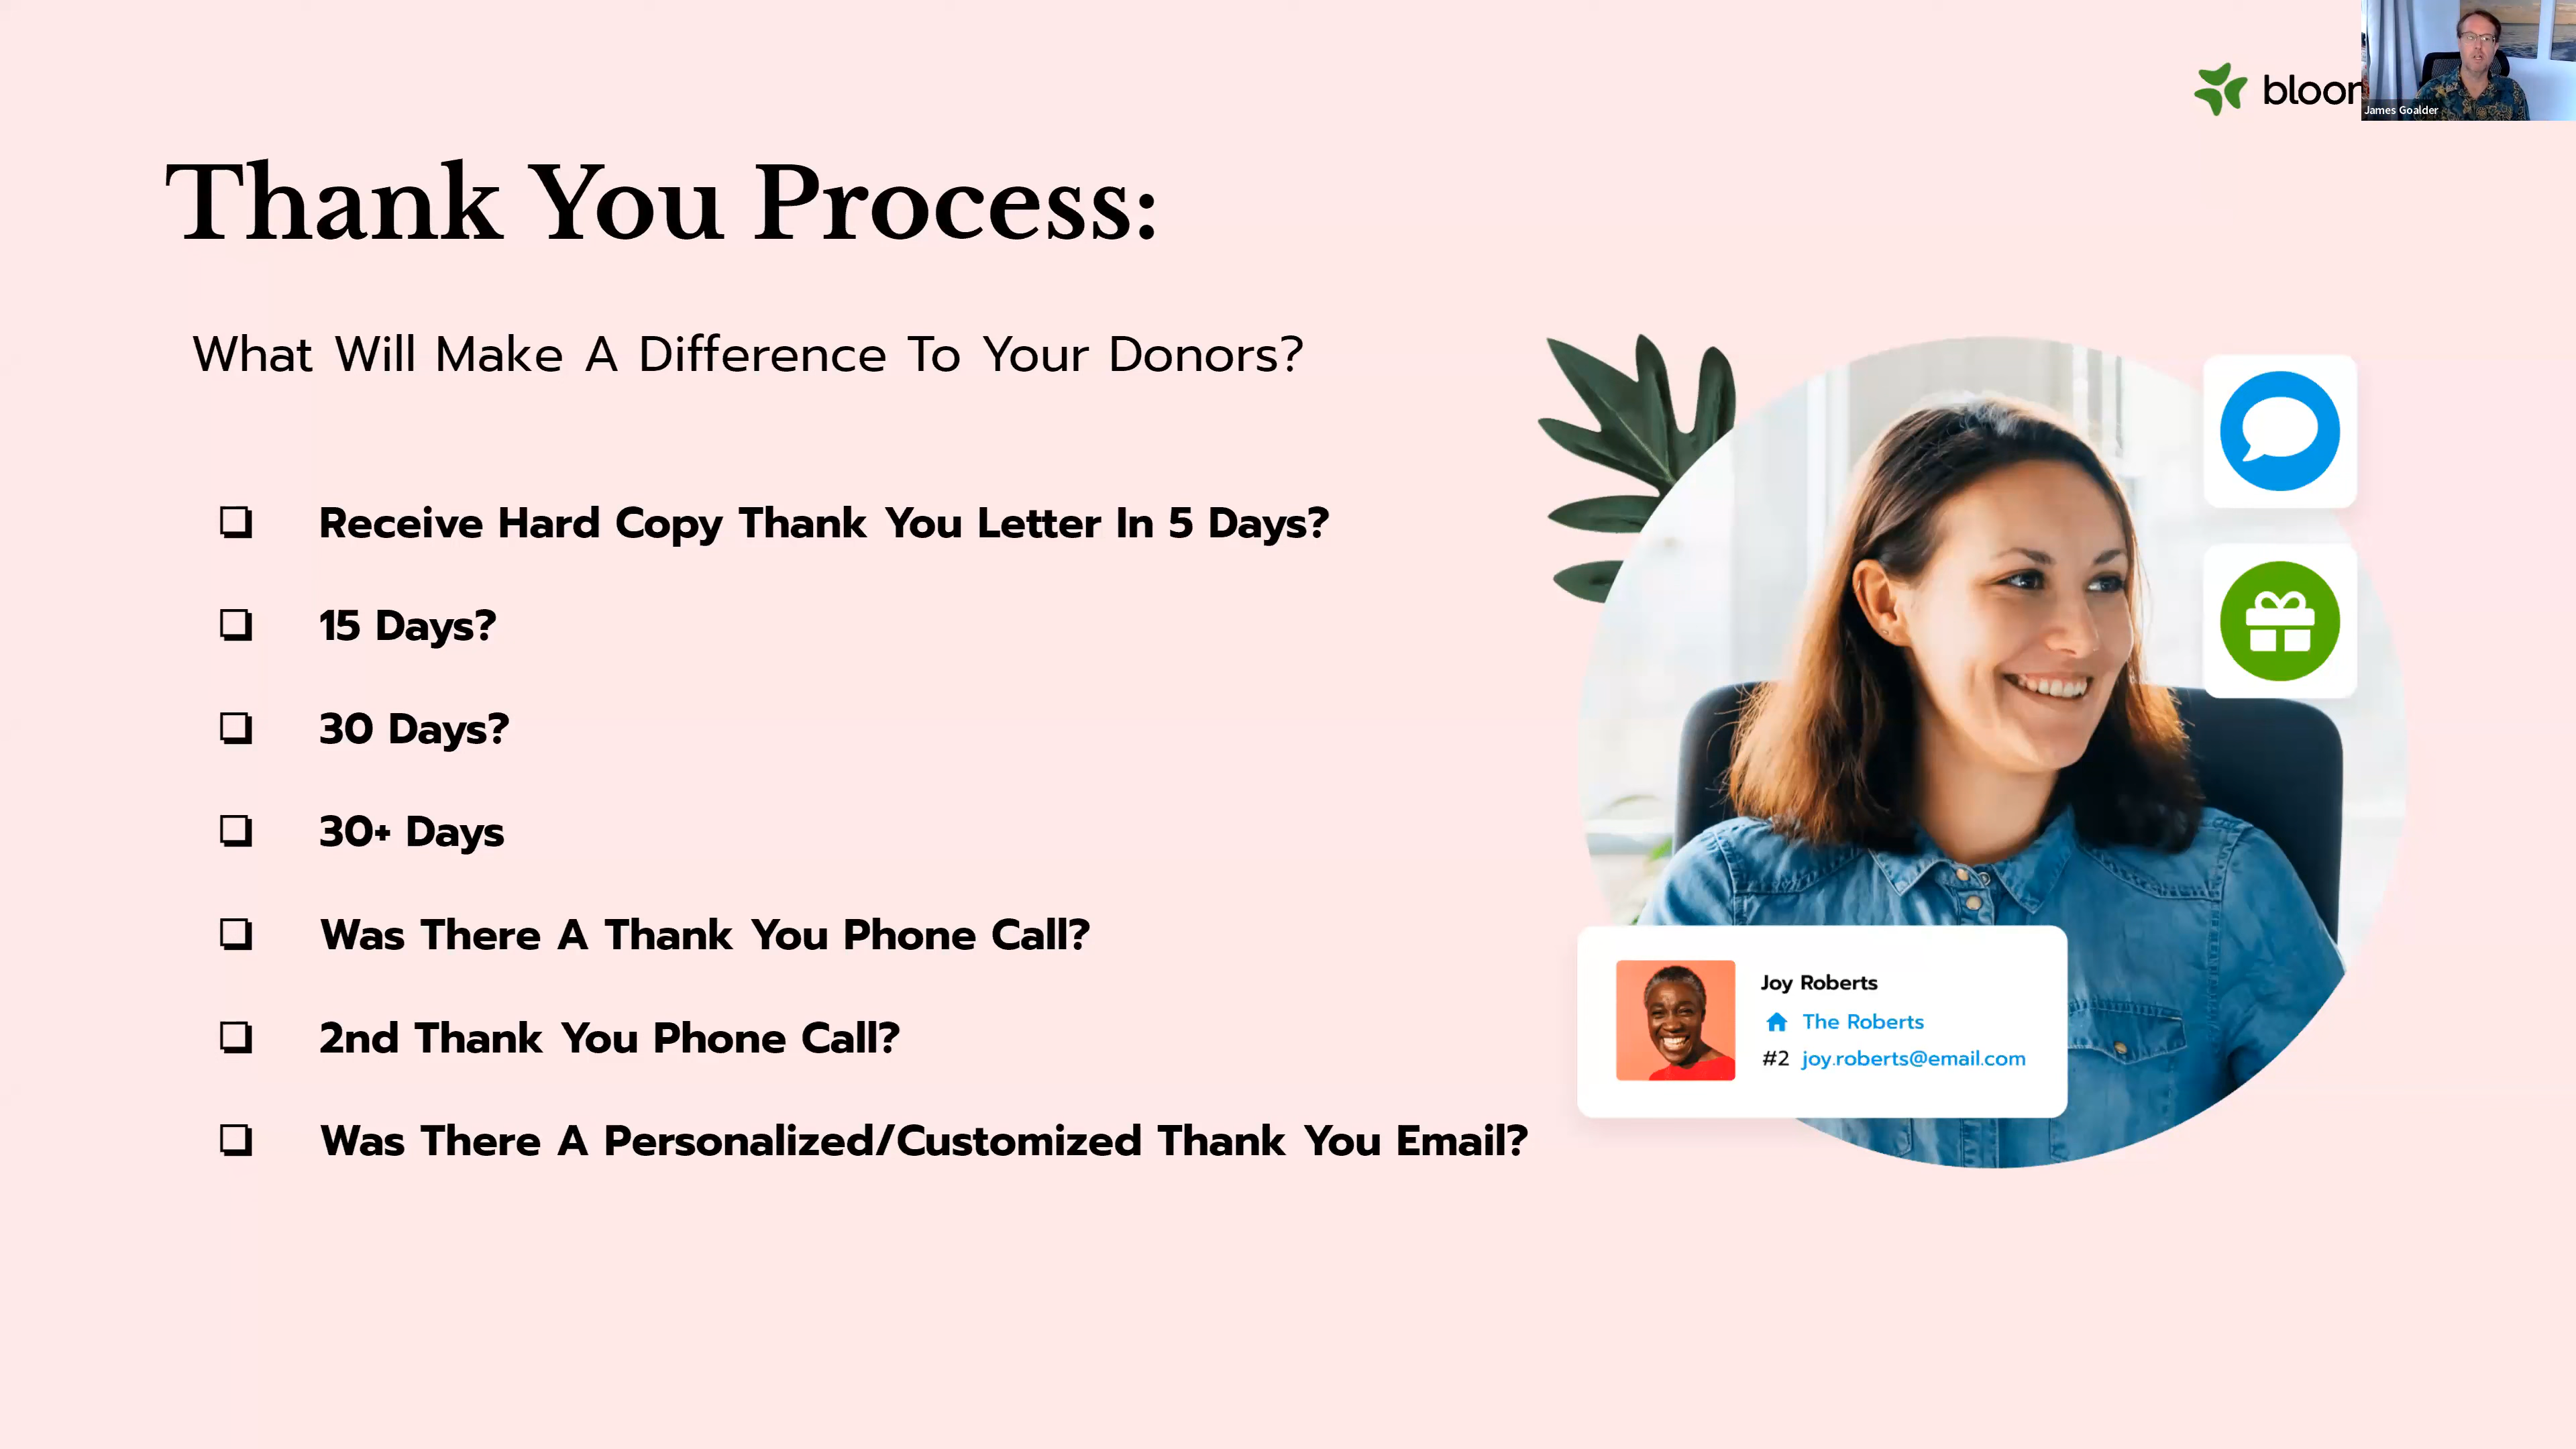 bloom
James Goalder
Thank You Process:
What Will Make A Difference To Your Donors?
Receive Hard Copy Thank You Letter In 5 Days?
15 Days?
30 Days?
30+ Days
Was There A Thank You Phone Call?
2nd Thank You Phone Call?
Was There A Personalized/Customized Thank You Email?
Joy Roberts
The Roberts
#2 joy.roberts@email.com